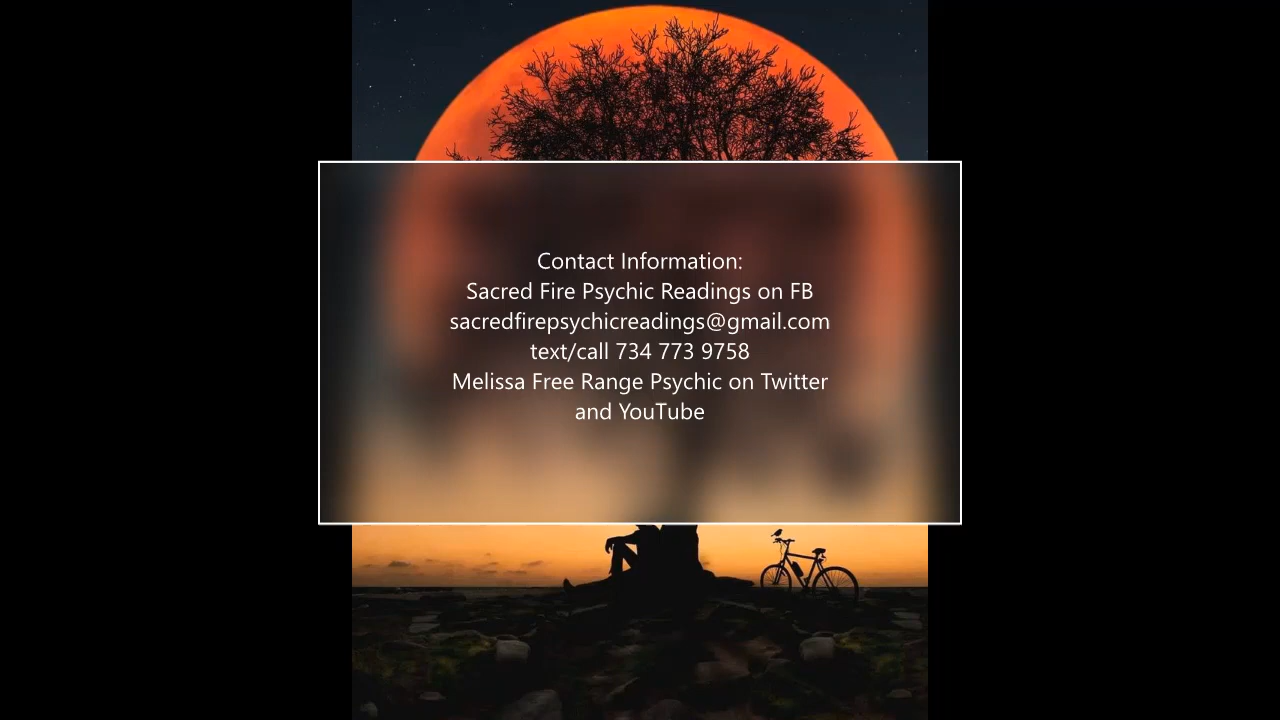 Contact Information:
Sacred Fire Psychic Readings on FB
sacredfirepsychicreadings@gmail.com
text/call 734 773 9758
Melissa Free Range Psychic on Twitter
and YouTube